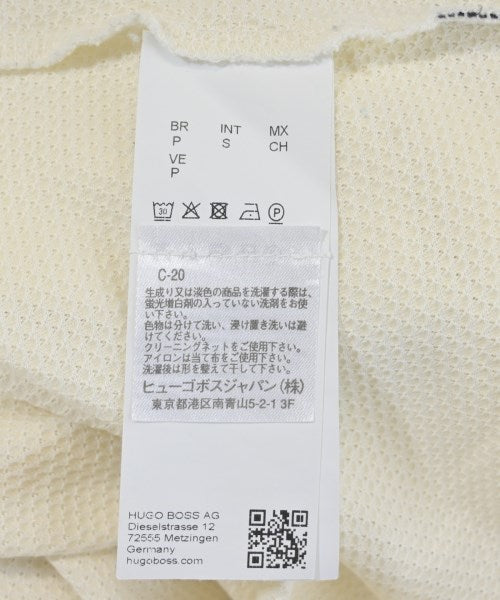 BR INT MX
P S CH
VE
P
30 P
C-20
生成り又は淡色の商品を洗濯する際は、
蛍光増白剤の入っていない洗剤をお使
い下さい。
色物は分けて洗い、浸け置き洗いは避
けてください。
クリーニングネットをご使用下さい。
アイロンは当て布をご使用下さい。
洗濯後は形を整えて干して下さい。
ヒューゴボスジャパン(株)
東京都港区南青山5-2-1 3F
HUGO BOSS AG
Dieselstrasse 12
72555 Metzingen
Germany
hugoboss.com